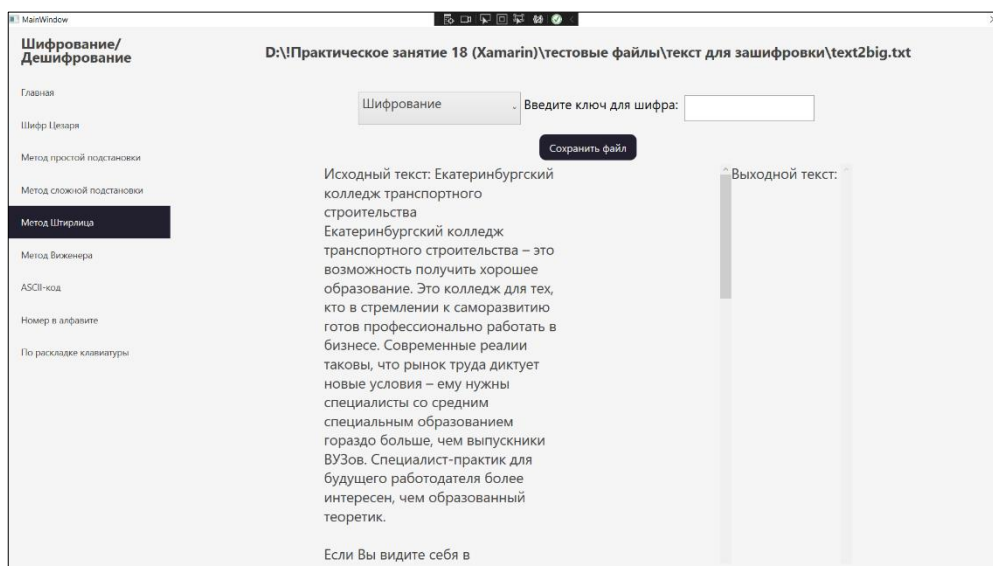 MainWindow
Шифрование/
Дешифрование
Главная
Шифр Цезаря
Метод простой подстановки
Метод сложной подстановки
Метод Штирлица
Метод Виженера
ASCII-код
Номер в алфавите
По раскладке клавиатуры
D:\!Практическое занятие 18 (Xamarin)\тестовые файлы\текст для зашифровки\text2big.txt
Шифрование
Введите ключ для шифра:
Сохранить файл
Исходный текст: Екатеринбургский
колледж транспортного
строительства
Екатеринбургский колледж
транспортного строительства – это
возможность получить хорошее
образование. Это колледж для тех,
кто в стремлении к саморазвитию
готов профессионально работать в
бизнесе. Современные реалии
таковы, что рынок труда диктует
новые условия – ему нужны
специалисты со средним
специальным образованием
гораздо больше, чем выпускники
ВУЗов. Специалист-практик для
будущего работодателя более
интересен, чем образованный
теоретик.
Если Вы видите себя в
Выходной текст: